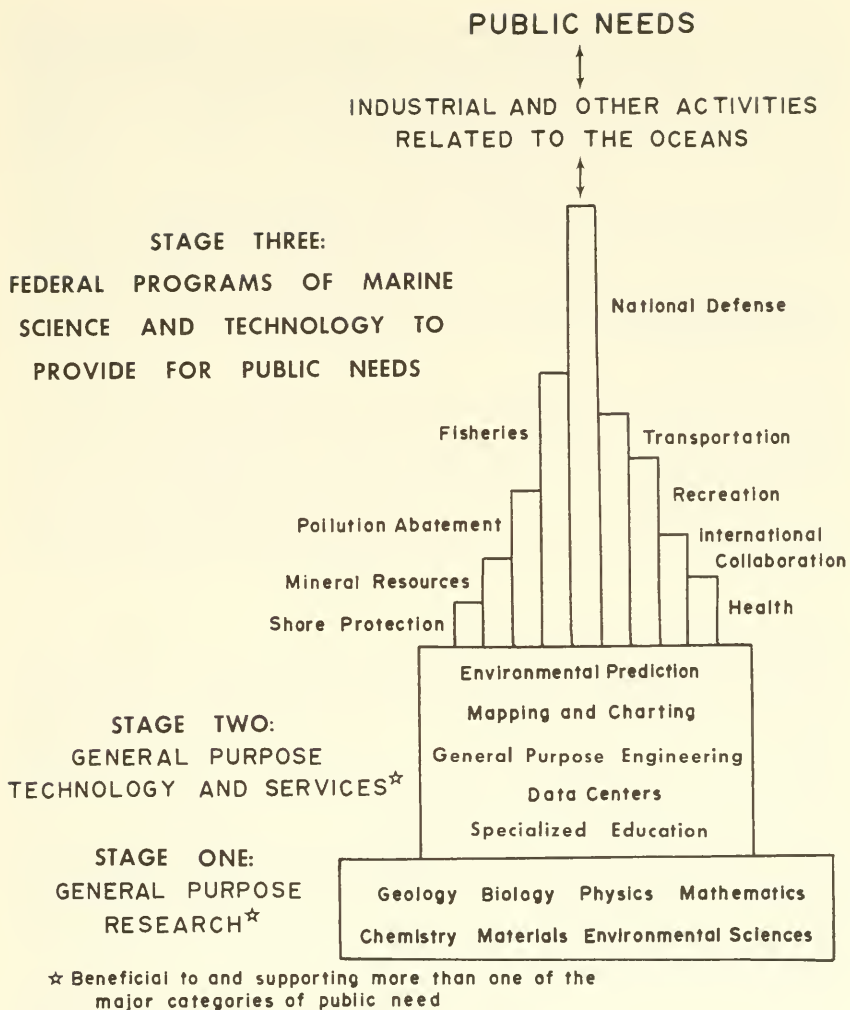 PUBLIC NEEDS
INDUSTRIAL AND OTHER ACTIVITIES
RELATED TO THE OCEANS
STAGE THREE:
FEDERAL PROGRAMS OF MARINE
SCIENCE AND TECHNOLOGY TO
PROVIDE FOR PUBLIC NEEDS
National Defense
Fisheries
Transportation
Recreation
Pollution Abatement
International
Collaboration
Mineral Resources
Health
Shore Protection
Environmental Prediction
Mapping and Charting
General Purpose Engineering
Data Centers
Specialized Education
STAGE TWO:
GENERAL PURPOSE
TECHNOLOGY AND SERVICES☆
STAGE ONE:
GENERAL PURPOSE
RESEARCH☆
Geology Biology Physics Mathematics
Chemistry Materials Environmental Sciences
☆ Beneficial to and supporting more than one of the
major categories of public need